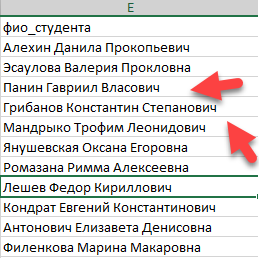 E
фио_студента
Алехин Данила Прокопьевич
Эсаулова Валерия Прокловна
Панин Гавриил Власович
Грибанов Константин Степанович
Мандрыко Трофим Леонидович
Янушевская Оксана Егоровна
Ромазана Римма Алексеевна
Лешев Федор Кириллович
Кондрат Евгений Константинович
Антонович Елизавета Денисовна
Филенкова Марина Макаровна